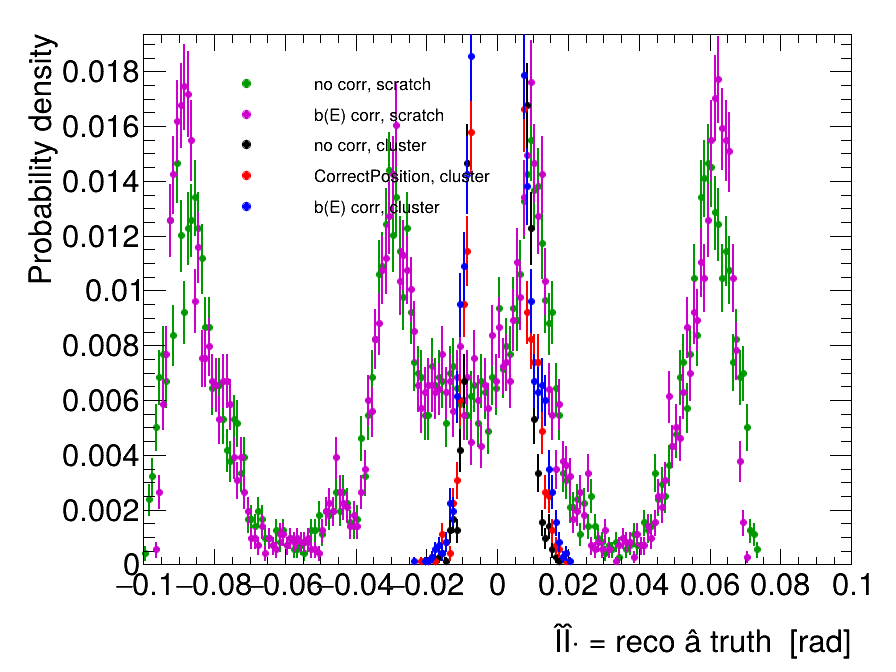 Probability density
0.018
0.016
0.014
0.012
0.01
0.008
0.006
0.004
0.002
0
no corr, scratch
b(E) corr, scratch
no corr, cluster
CorrectPosition, cluster
b(E) corr, cluster
−0.1 −0.08 −0.06 −0.04 −0.02 0 0.02 0.04 0.06 0.08 0.1
ÎÎ· = reco â truth [rad]